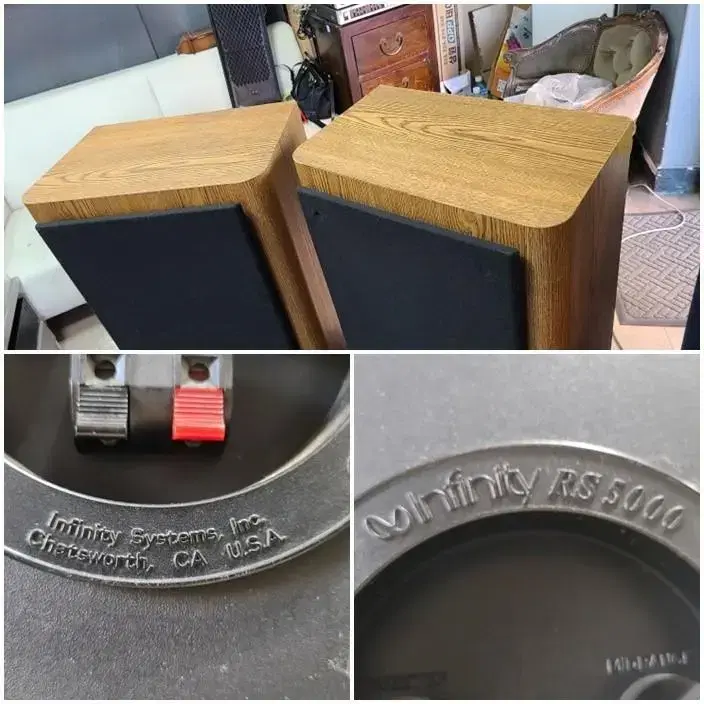 Infinity Systems, Inc.
Chatsworth, CA U.S.A.
Infinity RS 5000